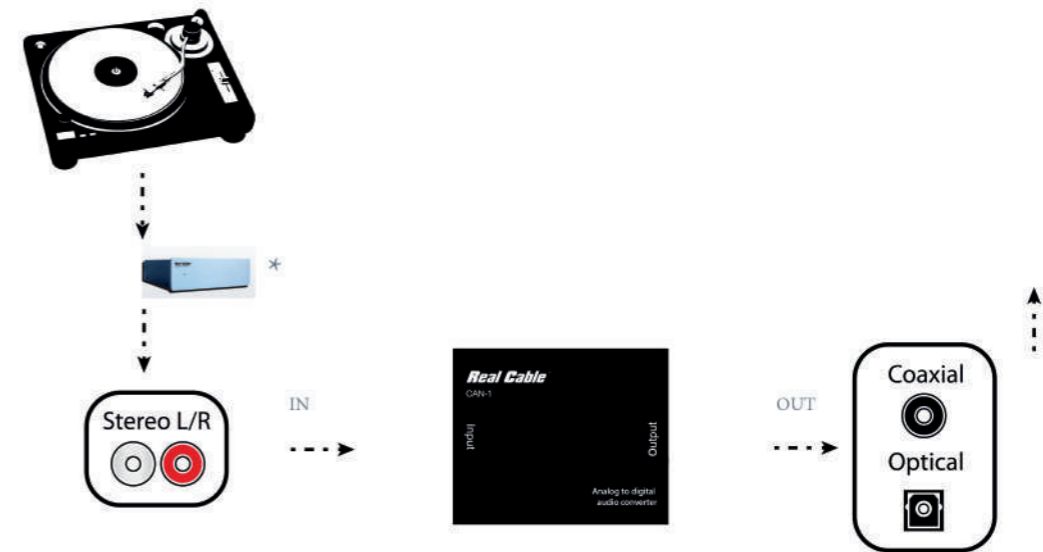 *
Stereo L/R
IN
Real Cable
CAN-1
Input
Output
Analog to digital
audio converter
OUT
Coaxial
Optical